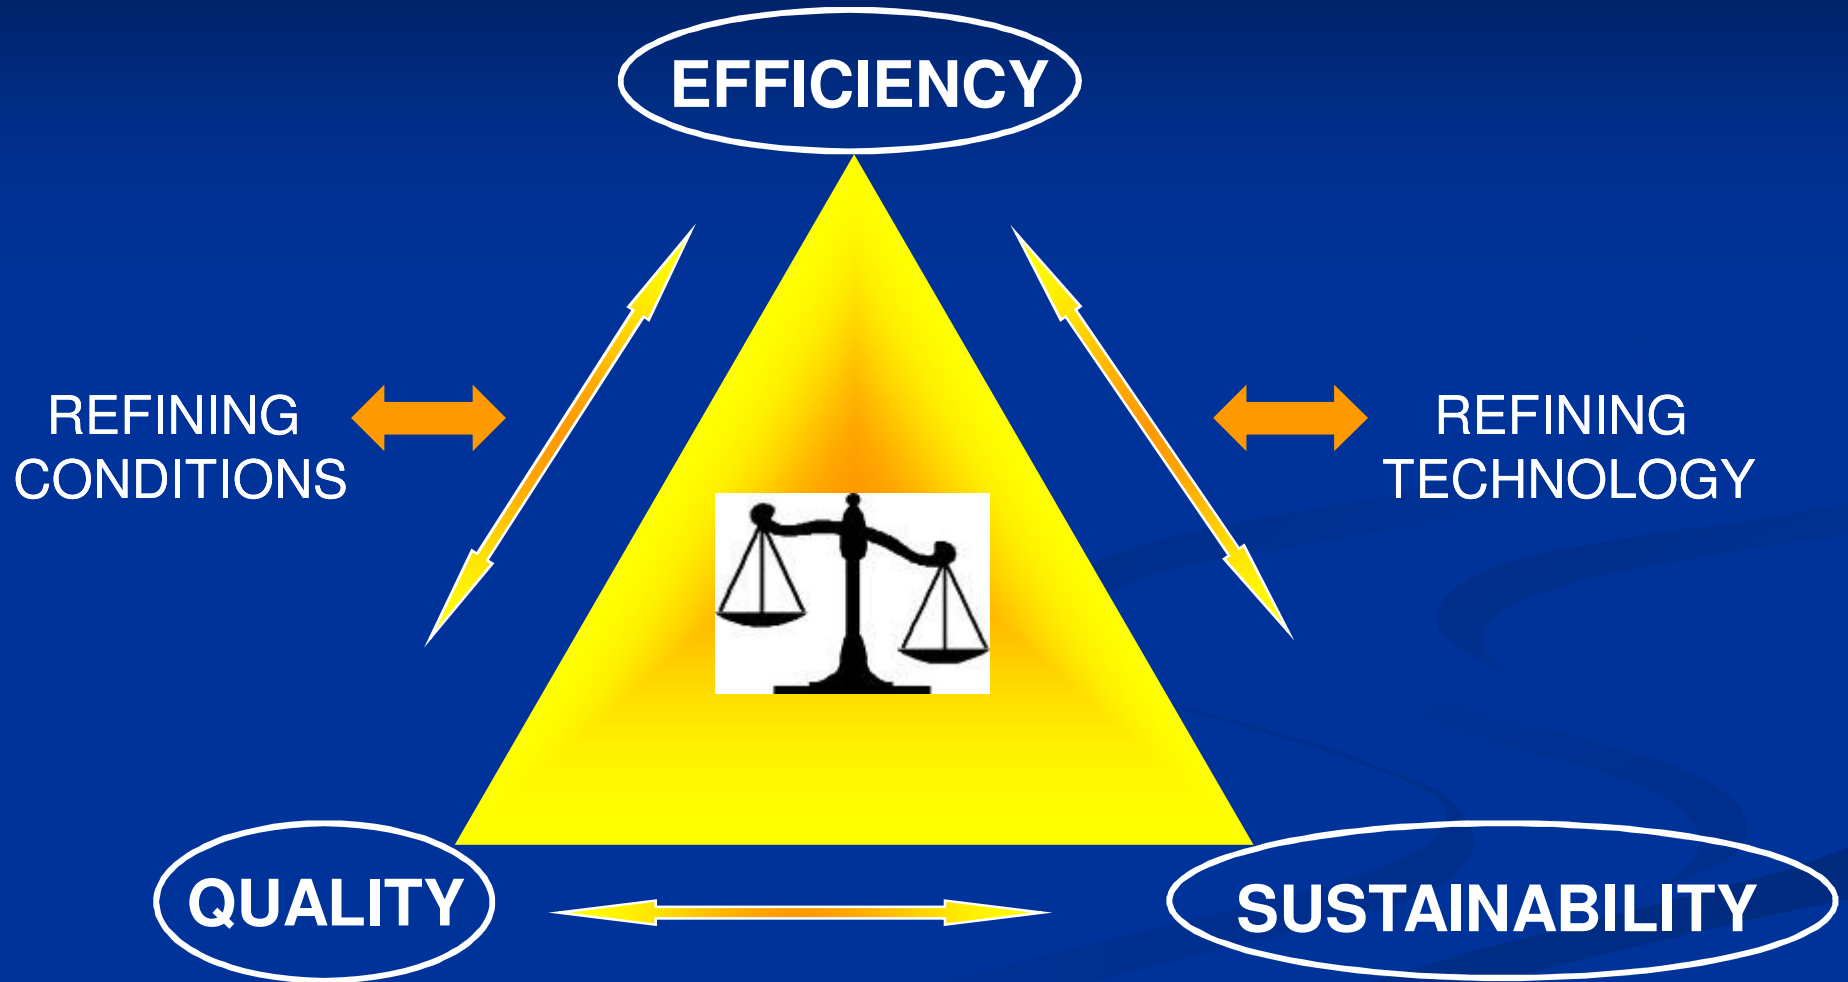 EFFICIENCY
REFINING
CONDITIONS
REFINING
TECHNOLOGY
QUALITY
SUSTAINABILITY